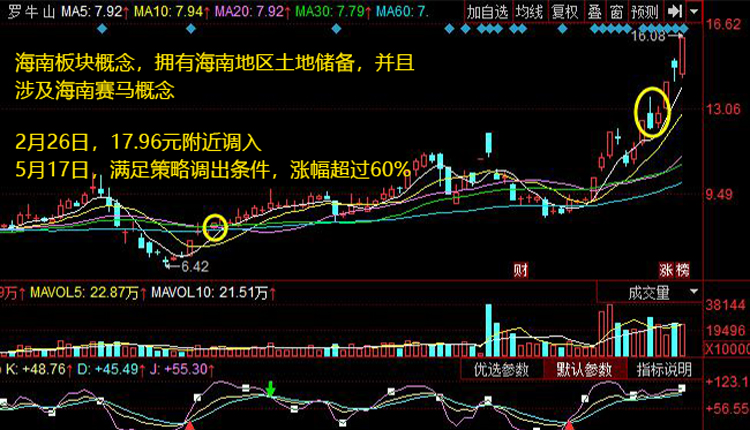 罗牛山 MA5: 7.92↑ MA10: 7.94↑ MA20: 7.92↑ MA30: 7.79↑ MA60: 7. 加自选 均线 复权 叠 窗 预测
16.62
16.08
海南板块概念，拥有海南地区土地储备，并且
涉及海南赛马概念
13.06
2月26日，17.96元附近调入
5月17日，满足策略调出条件，涨幅超过60%
9.49
6.42
财 涨 榜
9万↑ MAVOL5: 22.87万↑ MAVOL10: 21.51万↑ 成交量
38144
19496
X10000
K: +48.76↑ D: +45.49↑ J: +55.30↑ 优选参数 默认参数 指标说明
+123.1
+56.55